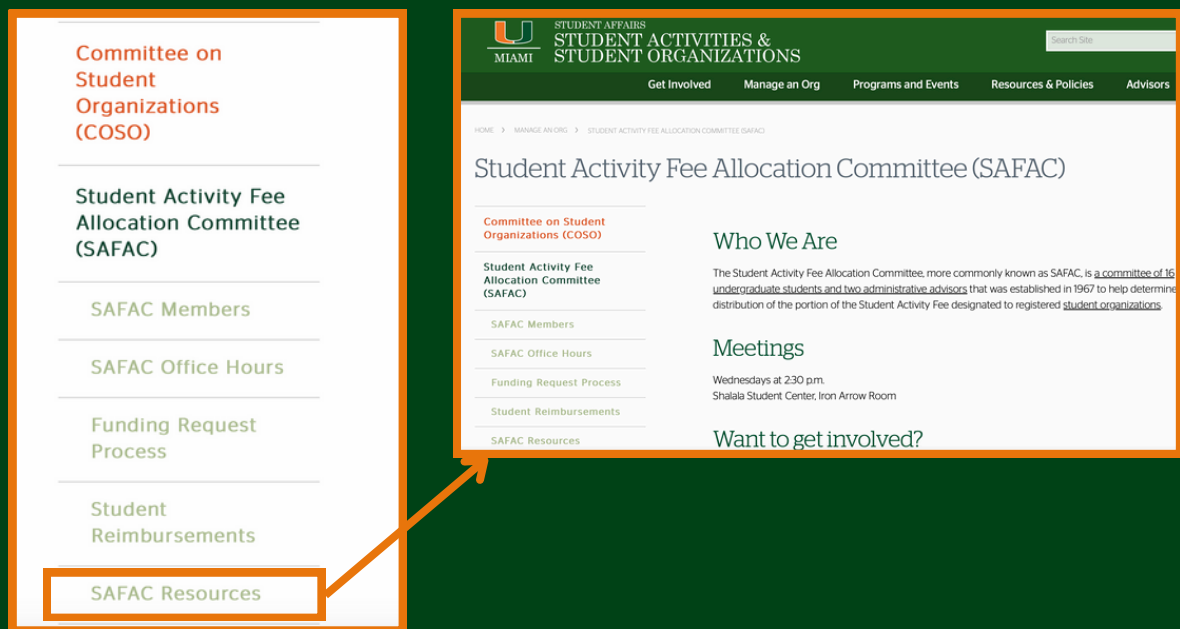 Committee on
Student
Organizations
(COSO)
Student Activity Fee
Allocation Committee
(SAFAC)
SAFAC Members
SAFAC Office Hours
Funding Request
Process
Student
Reimbursements
SAFAC Resources
MIAMI
STUDENT AFFAIRS
STUDENT ACTIVITIES &
STUDENT ORGANIZATIONS
Search Site
Get Involved Manage an Org Programs and Events Resources & Policies Advisors
HOME > MANAGE AN ORG > STUDENT ACTIVITY FEE ALLOCATION COMMITTEE (SAFAC)
Student Activity Fee Allocation Committee (SAFAC)
Committee on Student
Organizations (COSO)
Student Activity Fee
Allocation Committee
(SAFAC)
SAFAC Members
SAFAC Office Hours
Funding Request Process
Student Reimbursements
SAFAC Resources
Who We Are
The Student Activity Fee Allocation Committee, more commonly known as SAFAC, is a committee of 16
undergraduate students and two administrative advisors that was established in 1967 to help determine
distribution of the portion of the Student Activity Fee designated to registered student organizations.
Meetings
Wednesdays at 2:30 p.m.
Shalala Student Center, Iron Arrow Room
Want to get involved?